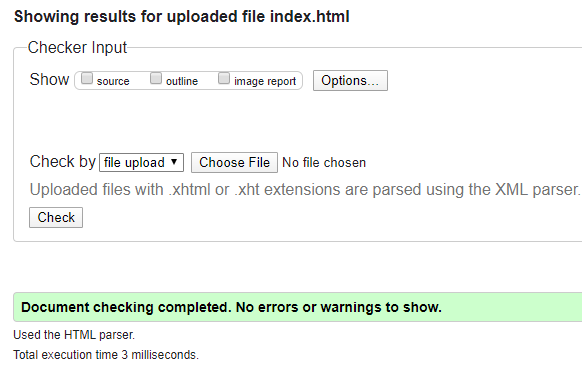 Showing results for uploaded file index.html
Checker Input
Show source outline image report Options...
Check by file upload Choose File No file chosen
Uploaded files with .xhtml or .xht extensions are parsed using the XML parser.
Check
Document checking completed. No errors or warnings to show.
Used the HTML parser.
Total execution time 3 milliseconds.